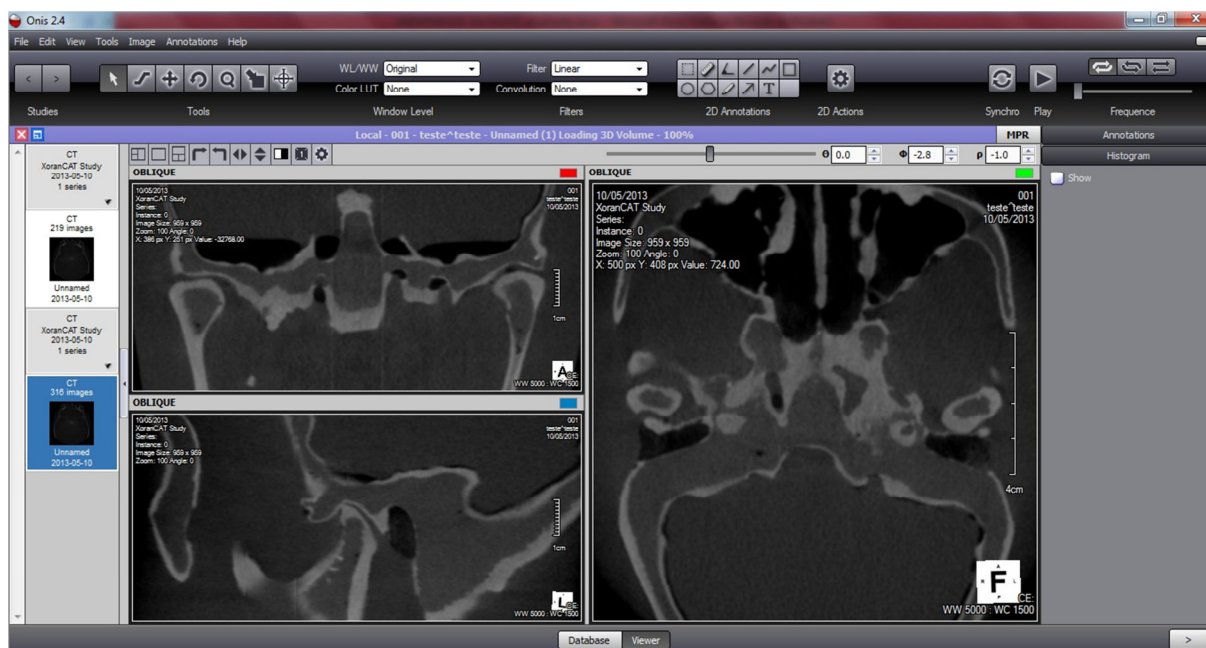 Onis 2.4
File Edit View Tools Image Annotations Help
WL/WW Original Filter Linear
Color LUT None Convolution None
Studies Tools Window Level Filters 2D Annotations 2D Actions Synchro Play Frequence
Local - 001 - teste^teste - Unnamed (1) Loading 3D Volume - 100% MPR
Annotations
Histogram
Show
θ 0.0 Φ -2.8 ρ -1.0
CT
XoranCAT Study
2013-05-10
1 series
CT
219 images
Unnamed
2013-05-10
CT
XoranCAT Study
2013-05-10
1 series
CT
316 images
Unnamed
2013-05-10
OBLIQUE
10/05/2013
XoranCAT Study
Series:
Instance: 0
Image Size: 959 x 959
Zoom: 100 Angle: 0
X: 386 px Y: 251 px Value: -32768.00
001
teste^teste
10/05/2013
1cm
A
CE:
WW 5000 : WC 1500
OBLIQUE
10/05/2013
XoranCAT Study
Series:
Instance: 0
Image Size: 959 x 959
Zoom: 100 Angle: 0
001
teste^teste
10/05/2013
1cm
L
CE:
WW 5000 : WC 1500
OBLIQUE
10/05/2013
XoranCAT Study
Series:
Instance: 0
Image Size: 959 x 959
Zoom: 100 Angle: 0
X: 500 px Y: 408 px Value: 724.00
001
teste^teste
10/05/2013
4cm
F
CE:
WW 5000 : WC 1500
Database Viewer